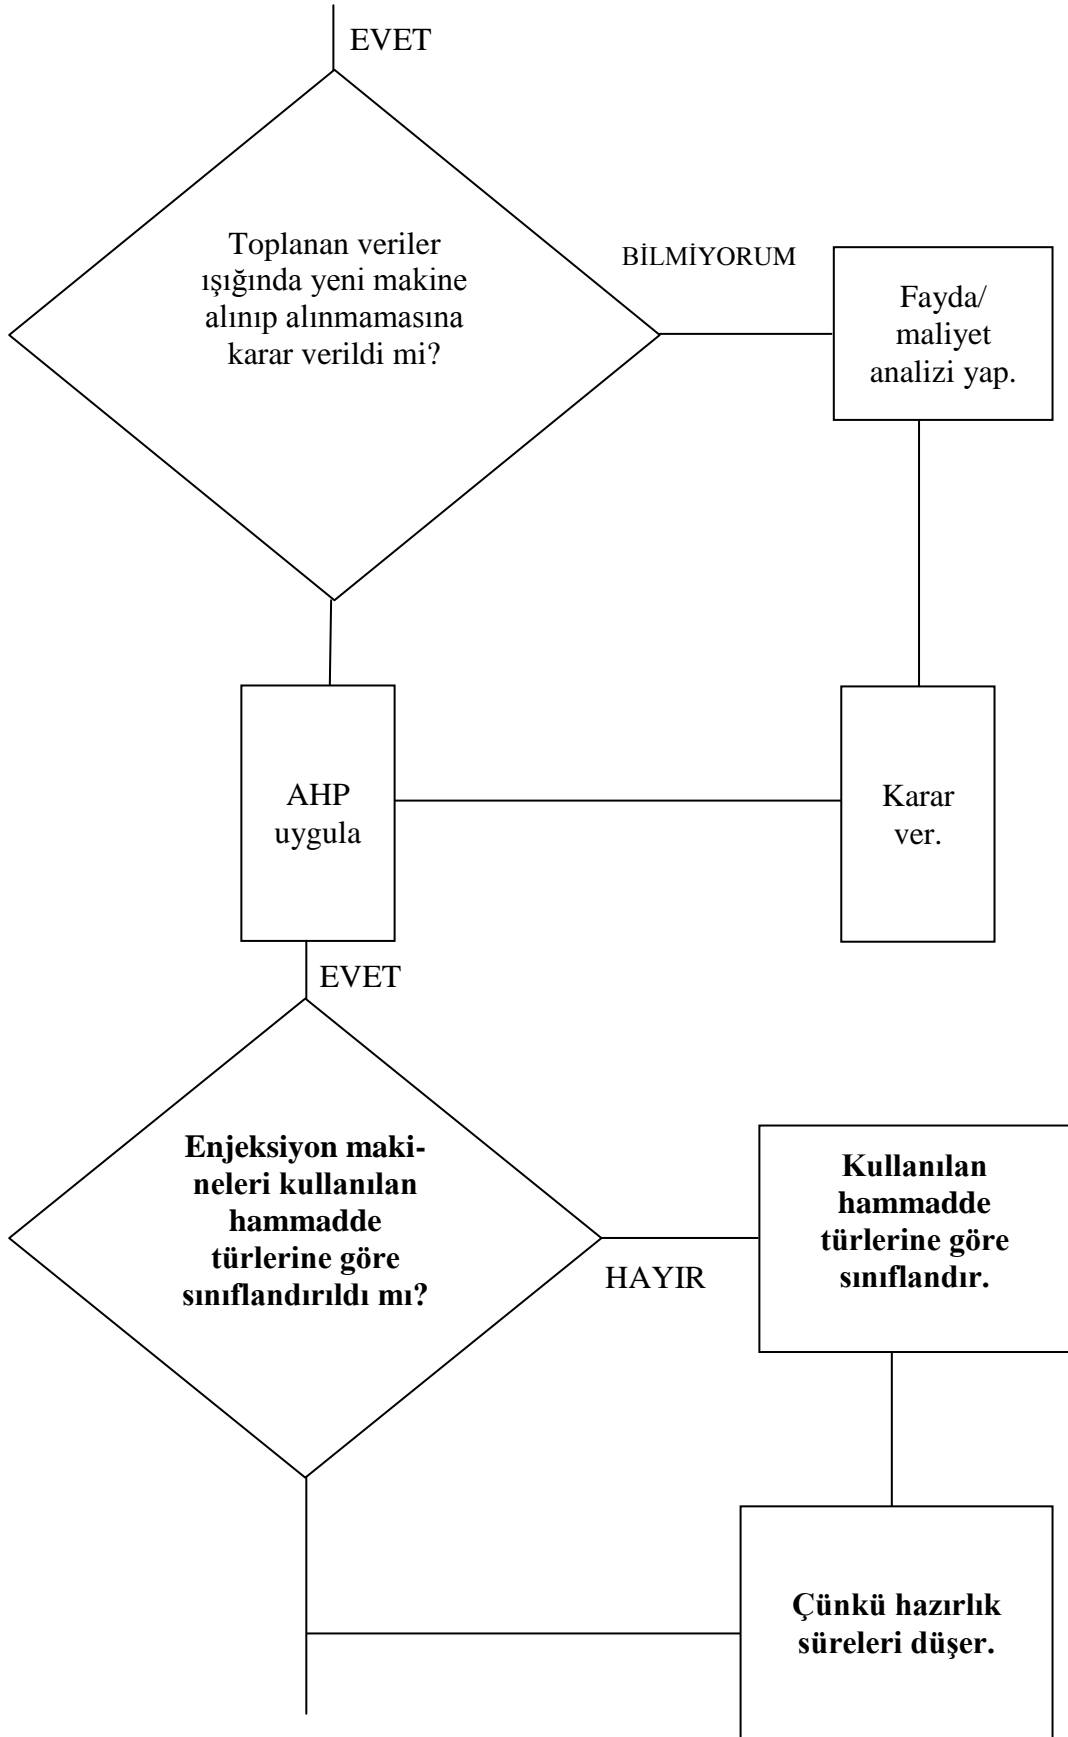 EVET
Toplanan veriler
ışığında yeni makine
alınıp alınmamasına
karar verildi mi?
BİLMİYORUM
Fayda/
maliyet
analizi yap.
AHP
uygula
Karar
ver.
EVET
Enjeksiyon maki-
neleri kullanılan
hammadde
türlerine göre
sınıflandırıldı mı?
HAYIR
Kullanılan
hammadde
türlerine göre
sınıflandır.
Çünkü hazırlık
süreleri düşer.